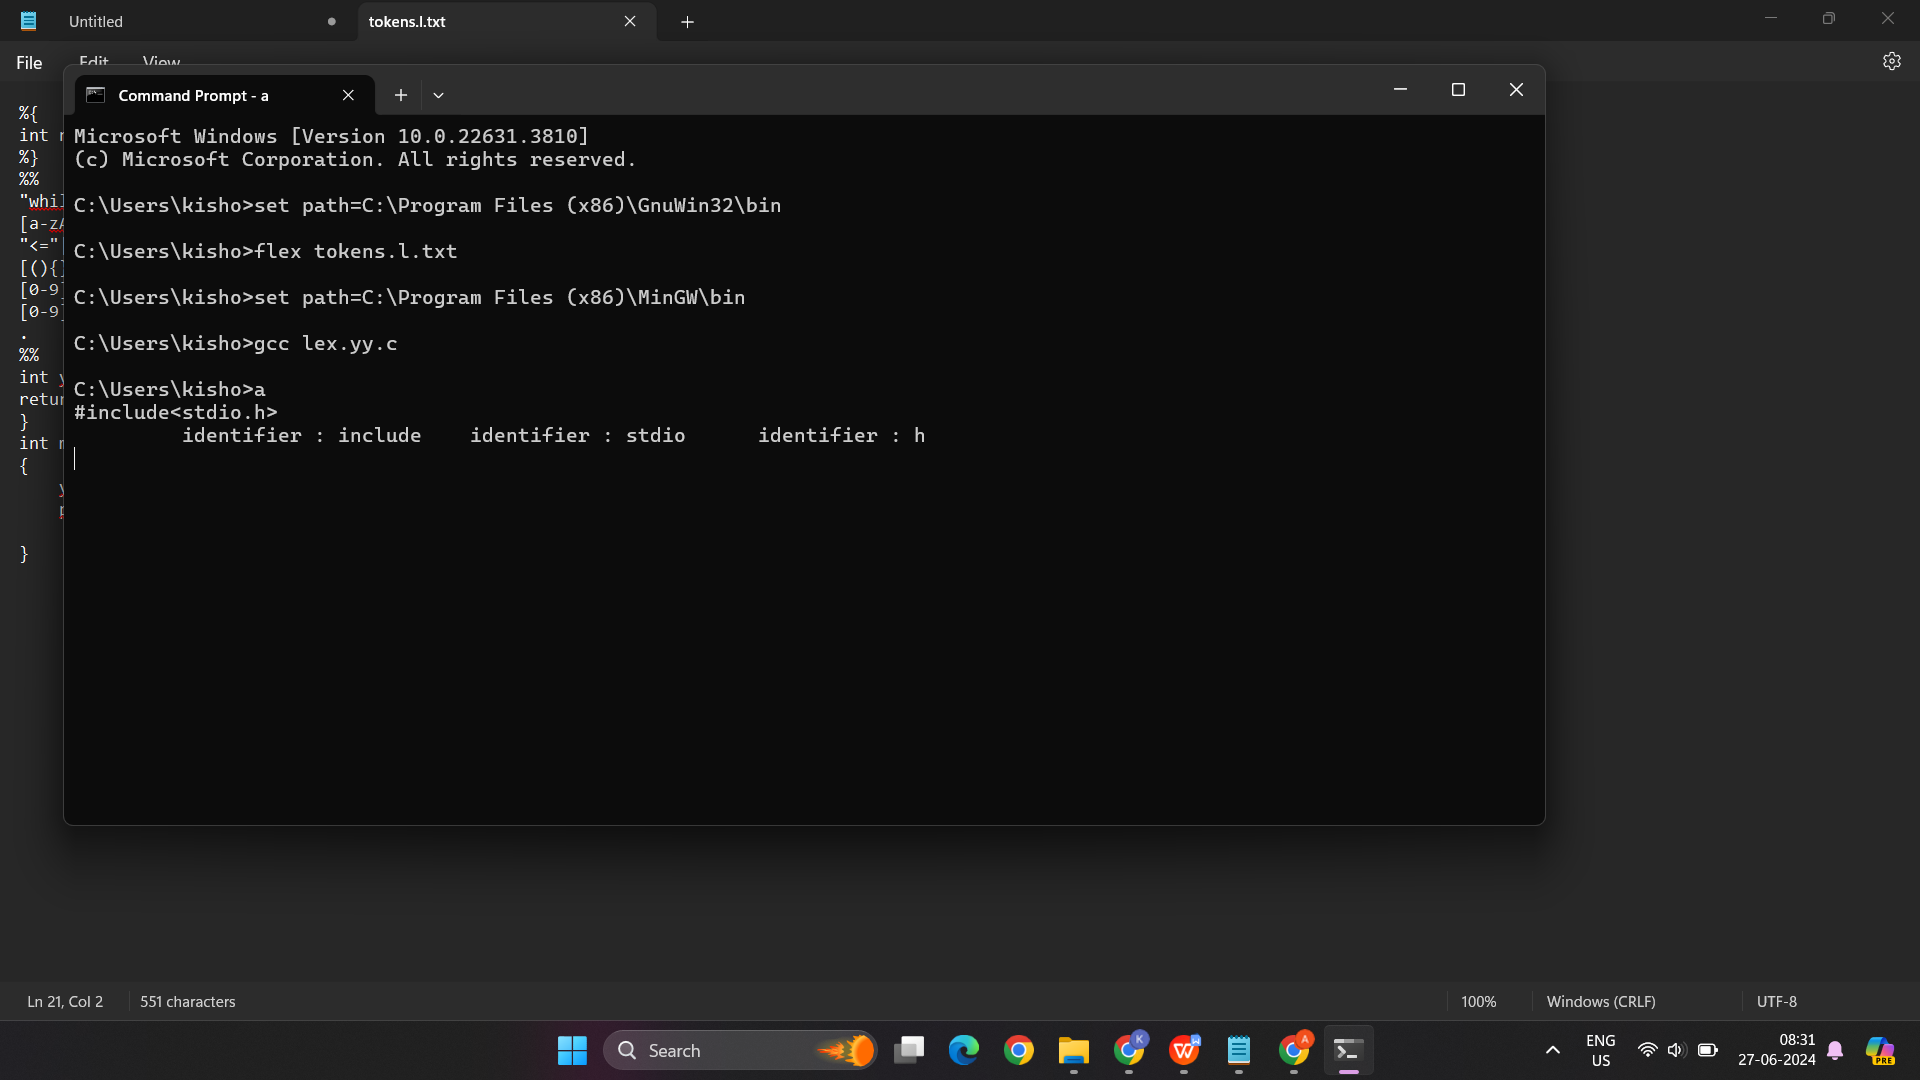 Untitled
tokens.l.txt
File Edit View
%{
int
%}
%%
"whil
[a-zA
"<="
[(){}
[0-9]
[0-9]
.
%%
int y
retur
}
int m
{
y
p
}
Command Prompt - a
Microsoft Windows [Version 10.0.22631.3810]
(c) Microsoft Corporation. All rights reserved.
C:\Users\kisho>set path=C:\Program Files (x86)\GnuWin32\bin
C:\Users\kisho>flex tokens.l.txt
C:\Users\kisho>set path=C:\Program Files (x86)\MinGW\bin
C:\Users\kisho>gcc lex.yy.c
C:\Users\kisho>a
#include<stdio.h>
identifier : include identifier : stdio identifier : h
Ln 21, Col 2 551 characters 100% Windows (CRLF) UTF-8
Search
K
W
A
ENG
US
08:31
27-06-2024
PRE